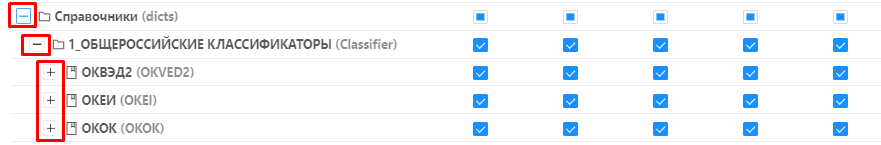 Справочники (dicts)
1_ОБЩЕРОССИЙСКИЕ КЛАССИФИКАТОРЫ (Classifier)
ОКВЭД2 (OKVED2)
ОКЕИ (OKEI)
ОКОК (OKOK)